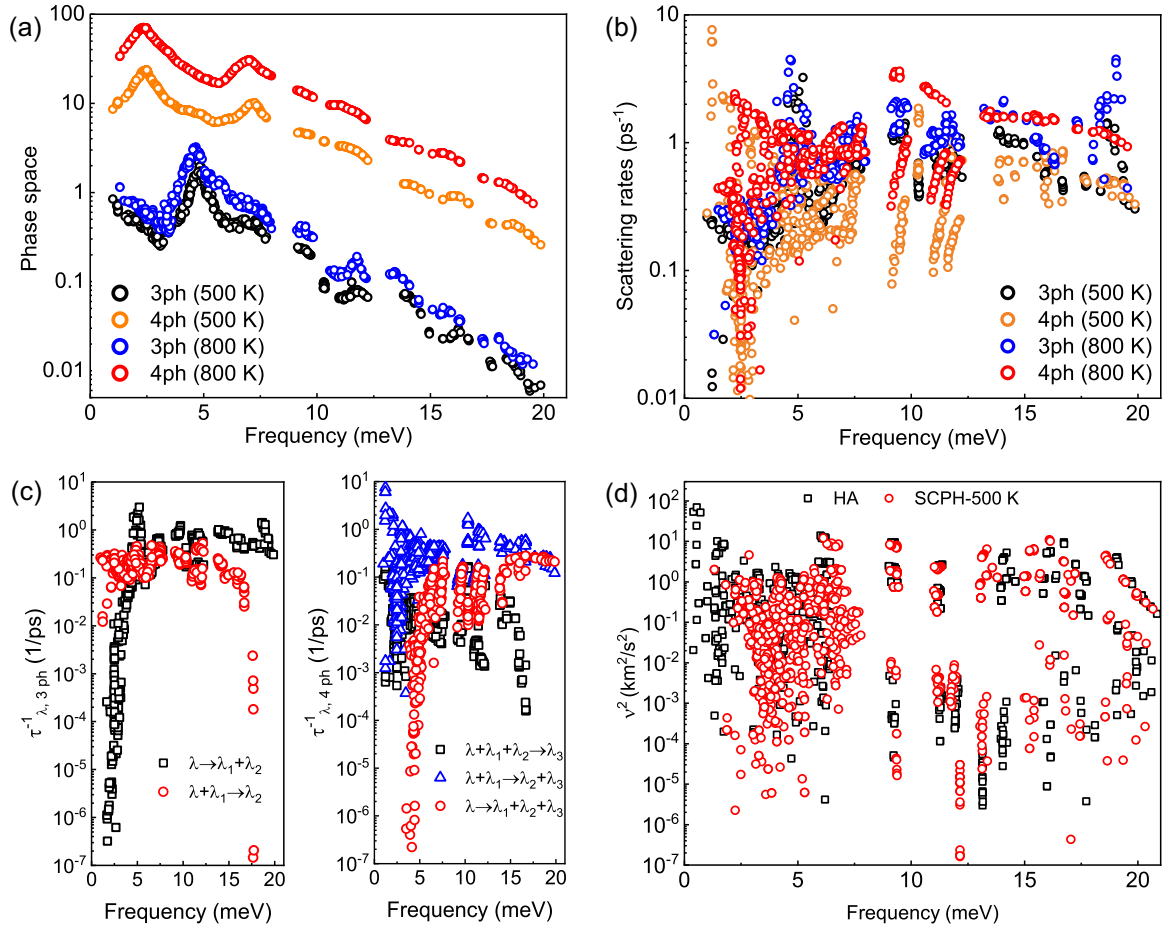 (a)
Phase space
100
10
1
0.1
0.01
3ph (500 K)
4ph (500 K)
3ph (800 K)
4ph (800 K)
0 5 10 15 20
Frequency (meV)
(b)
Scattering rates (ps⁻¹)
10
1
0.1
0.01
3ph (500 K)
4ph (500 K)
3ph (800 K)
4ph (800 K)
0 5 10 15 20
Frequency (meV)
(c)
τ⁻¹λ, 3 ph (1/ps)
10¹
10⁰
10⁻¹
10⁻²
10⁻³
10⁻⁴
10⁻⁵
10⁻⁶
10⁻⁷
λ→λ₁+λ₂
λ+λ₁→λ₂
0 5 10 15 20
Frequency (meV)
τ⁻¹λ, 4 ph (1/ps)
10¹
10⁰
10⁻¹
10⁻²
10⁻³
10⁻⁴
10⁻⁵
10⁻⁶
10⁻⁷
λ+λ₁+λ₂→λ₃
λ+λ₁→λ₂+λ₃
λ→λ₁+λ₂+λ₃
0 5 10 15 20
Frequency (meV)
(d)
ν² (km²/s²)
HA SCPH-500 K
10²
10¹
10⁰
10⁻¹
10⁻²
10⁻³
10⁻⁴
10⁻⁵
10⁻⁶
10⁻⁷
0 5 10 15 20
Frequency (meV)